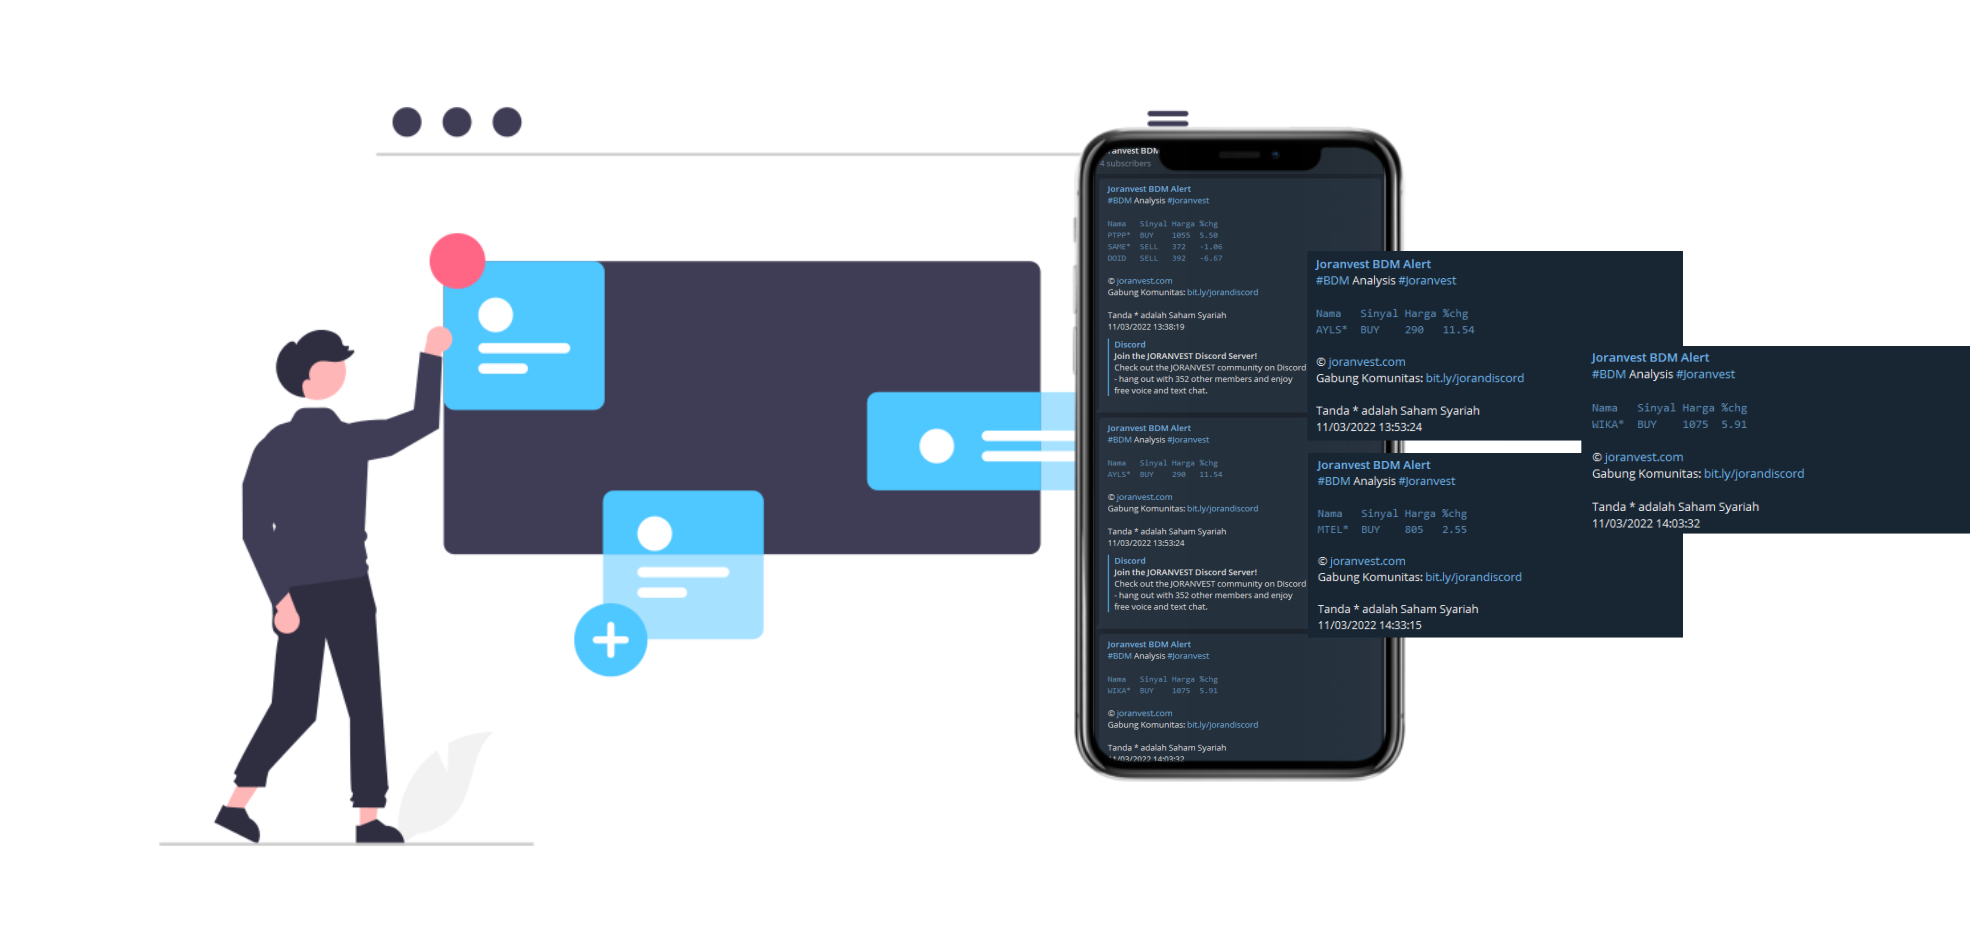 oranvest BDM
4 subscribers
Joranvest BDM Alert
#BDM Analysis #Joranvest
Nama Sinyal Harga %chg
PTPP* BUY 1055 5.50
SAME* SELL 372 -1.06
DOID SELL 392 -6.67
© joranvest.com
Gabung Komunitas: bit.ly/jorandiscord
Tanda * adalah Saham Syariah
11/03/2022 13:38:19
Discord
Join the JORANVEST Discord Server!
Check out the JORANVEST community on Discord
- hang out with 352 other members and enjoy
free voice and text chat.
Joranvest BDM Alert
#BDM Analysis #Joranvest
Nama Sinyal Harga %chg
AYLS* BUY 290 11.54
© joranvest.com
Gabung Komunitas: bit.ly/jorandiscord
Tanda * adalah Saham Syariah
11/03/2022 13:53:24
Discord
Join the JORANVEST Discord Server!
Check out the JORANVEST community on Discord
- hang out with 352 other members and enjoy
free voice and text chat.
Joranvest BDM Alert
#BDM Analysis #Joranvest
Nama Sinyal Harga %chg
WIKA* BUY 1075 5.91
© joranvest.com
Gabung Komunitas: bit.ly/jorandiscord
Tanda * adalah Saham Syariah
11/03/2022 14:03:32
Joranvest BDM Alert
#BDM Analysis #Joranvest
Nama Sinyal Harga %chg
AYLS* BUY 290 11.54
© joranvest.com
Gabung Komunitas: bit.ly/jorandiscord
Tanda * adalah Saham Syariah
11/03/2022 13:53:24
Joranvest BDM Alert
#BDM Analysis #Joranvest
Nama Sinyal Harga %chg
MTEL* BUY 805 2.55
© joranvest.com
Gabung Komunitas: bit.ly/jorandiscord
Tanda * adalah Saham Syariah
11/03/2022 14:33:15
Joranvest BDM Alert
#BDM Analysis #Joranvest
Nama Sinyal Harga %chg
WIKA* BUY 1075 5.91
© joranvest.com
Gabung Komunitas: bit.ly/jorandiscord
Tanda * adalah Saham Syariah
11/03/2022 14:03:32